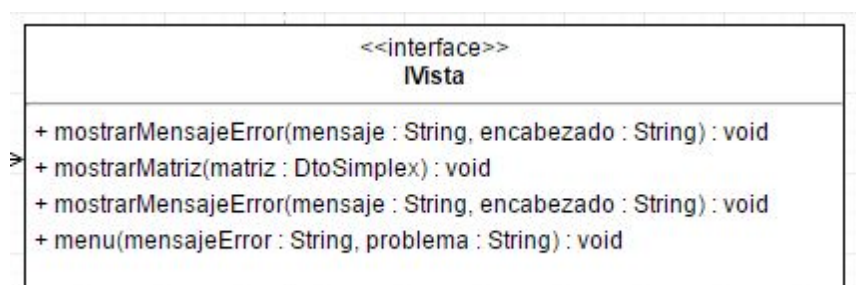 <<interface>>
IVista
+ mostrarMensajeError(mensaje : String, encabezado : String) : void
+ mostrarMatriz(matriz : DtoSimplex) : void
+ mostrarMensajeError(mensaje : String, encabezado : String) : void
+ menu(mensajeError : String, problema : String) : void